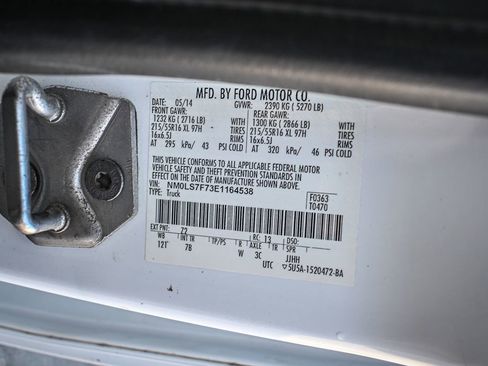 MFD. BY FORD MOTOR CO.
DATE: 05/14 GVWR: 2390 KG ( 5270 LB)
FRONT GAWR: REAR GAWR:
1232 KG ( 2716 LB) WITH 1300 KG ( 2866 LB) WITH
215/55R16 XL 97H TIRES 215/55R16 XL 97H TIRES
16x6.5J RIMS 16x6.5J RIMS
AT 295 kPa/ 43 PSI COLD AT 320 kPa/ 46 PSI COLD
THIS VEHICLE CONFORMS TO ALL APPLICABLE FEDERAL MOTOR
VEHICLE SAFETY AND THEFT PREVENTION STANDARDS IN EFFECT
ON THE DATE OF MANUFACTURE SHOWN ABOVE.
VIN: NM0LS7F73E1164538
TYPE: Truck
F0363
T0470
EXT PNT: Z2 RC: 13 DSO:
WB INT TR TP/PS R AXLE TR SPR
121" 7B W 3C JJHH
UTC ▽5U5A-1520472-BA